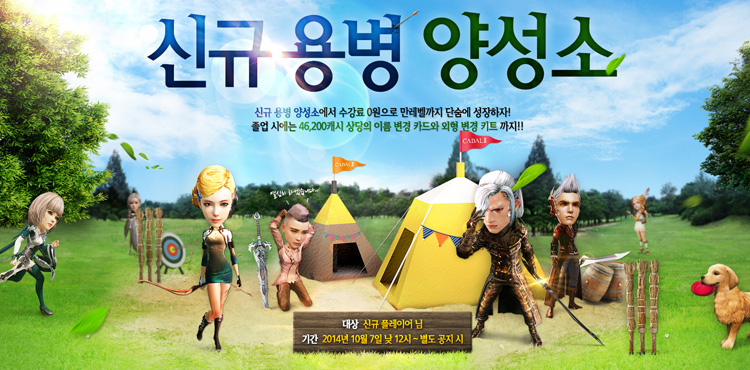 신규 용병 양성소
신규 용병 양성소에서 수강료 0원으로 만레벨까지 단숨에 성장하자!
졸업 시에는 46,200캐시 상당의 이름 변경 카드와 외형 변경 키트 까지!!
CABAL II
CABAL II
대상 신규 플레이어 님
기간 2014년 10월 7일 낮 12시 ~ 별도 공지 시